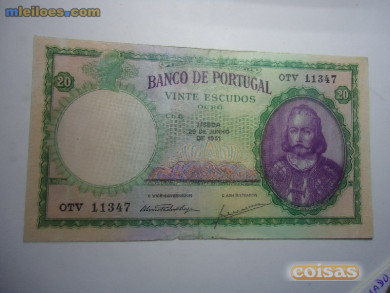 mleiloes.com
BANCO DE PORTUGAL
OTV 11347
20
20
VINTE ESCUDOS
OURO
LISBOA
DE 1951
OTV 11347
coisas